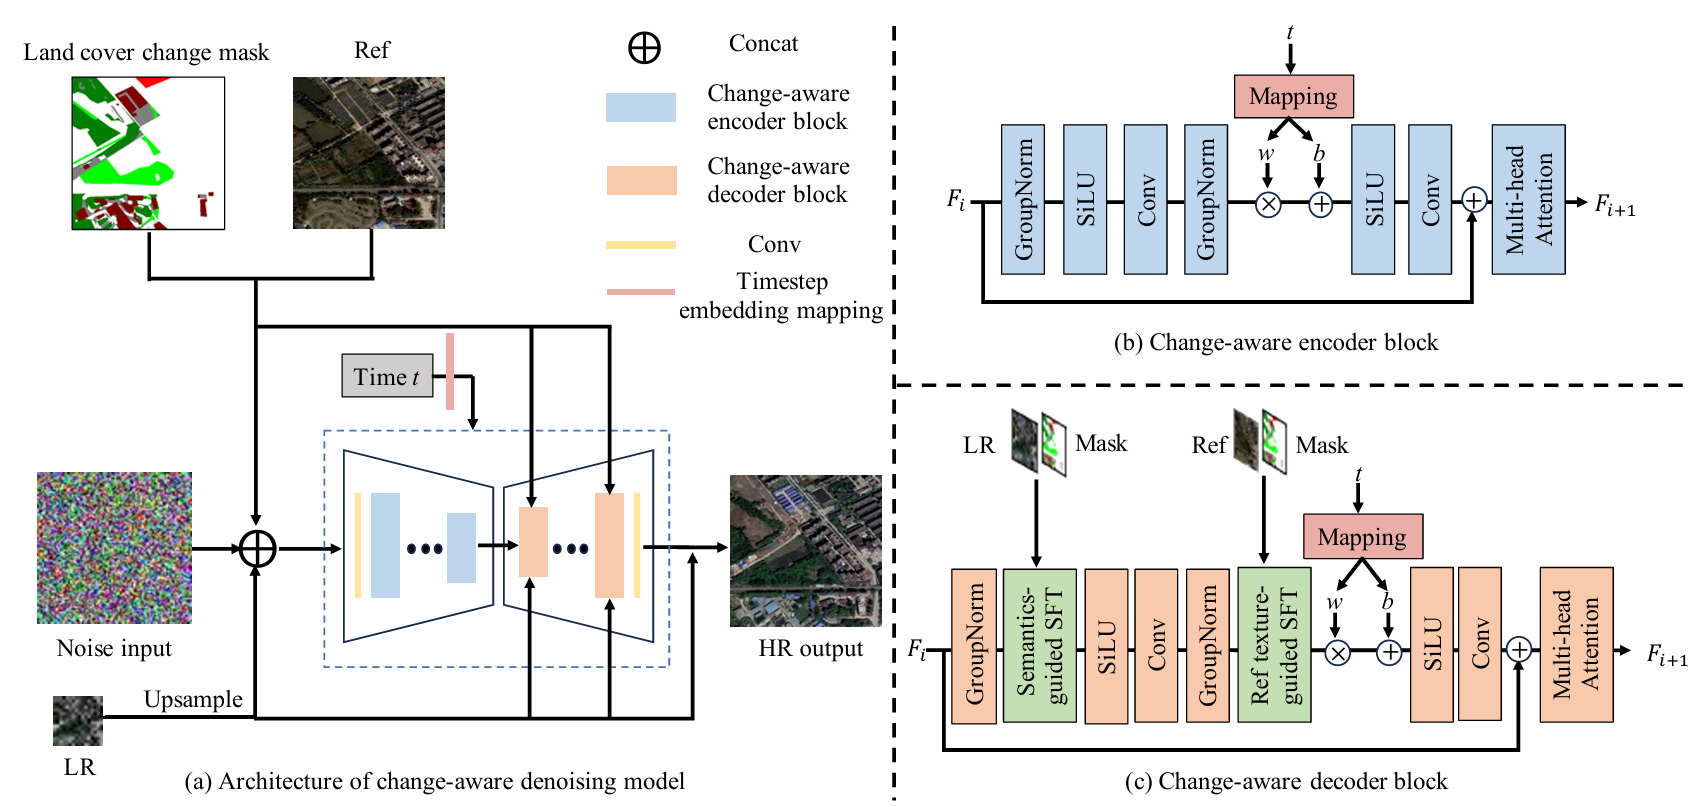 Land cover change mask
Ref
Concat
Change-aware
encoder block
Change-aware
decoder block
Conv
Timestep
embedding mapping
Time t
Noise input
HR output
Upsample
LR
(a) Architecture of change-aware denoising model
t
Mapping
w
b
F_i
GroupNorm
SiLU
Conv
GroupNorm
SiLU
Conv
Multi-head
Attention
F_{i+1}
(b) Change-aware encoder block
LR
Mask
Ref
Mask
t
Mapping
w
b
F_i
GroupNorm
Semantics-
guided SFT
SiLU
Conv
GroupNorm
Ref texture-
guided SFT
SiLU
Conv
Multi-head
Attention
F_{i+1}
(c) Change-aware decoder block